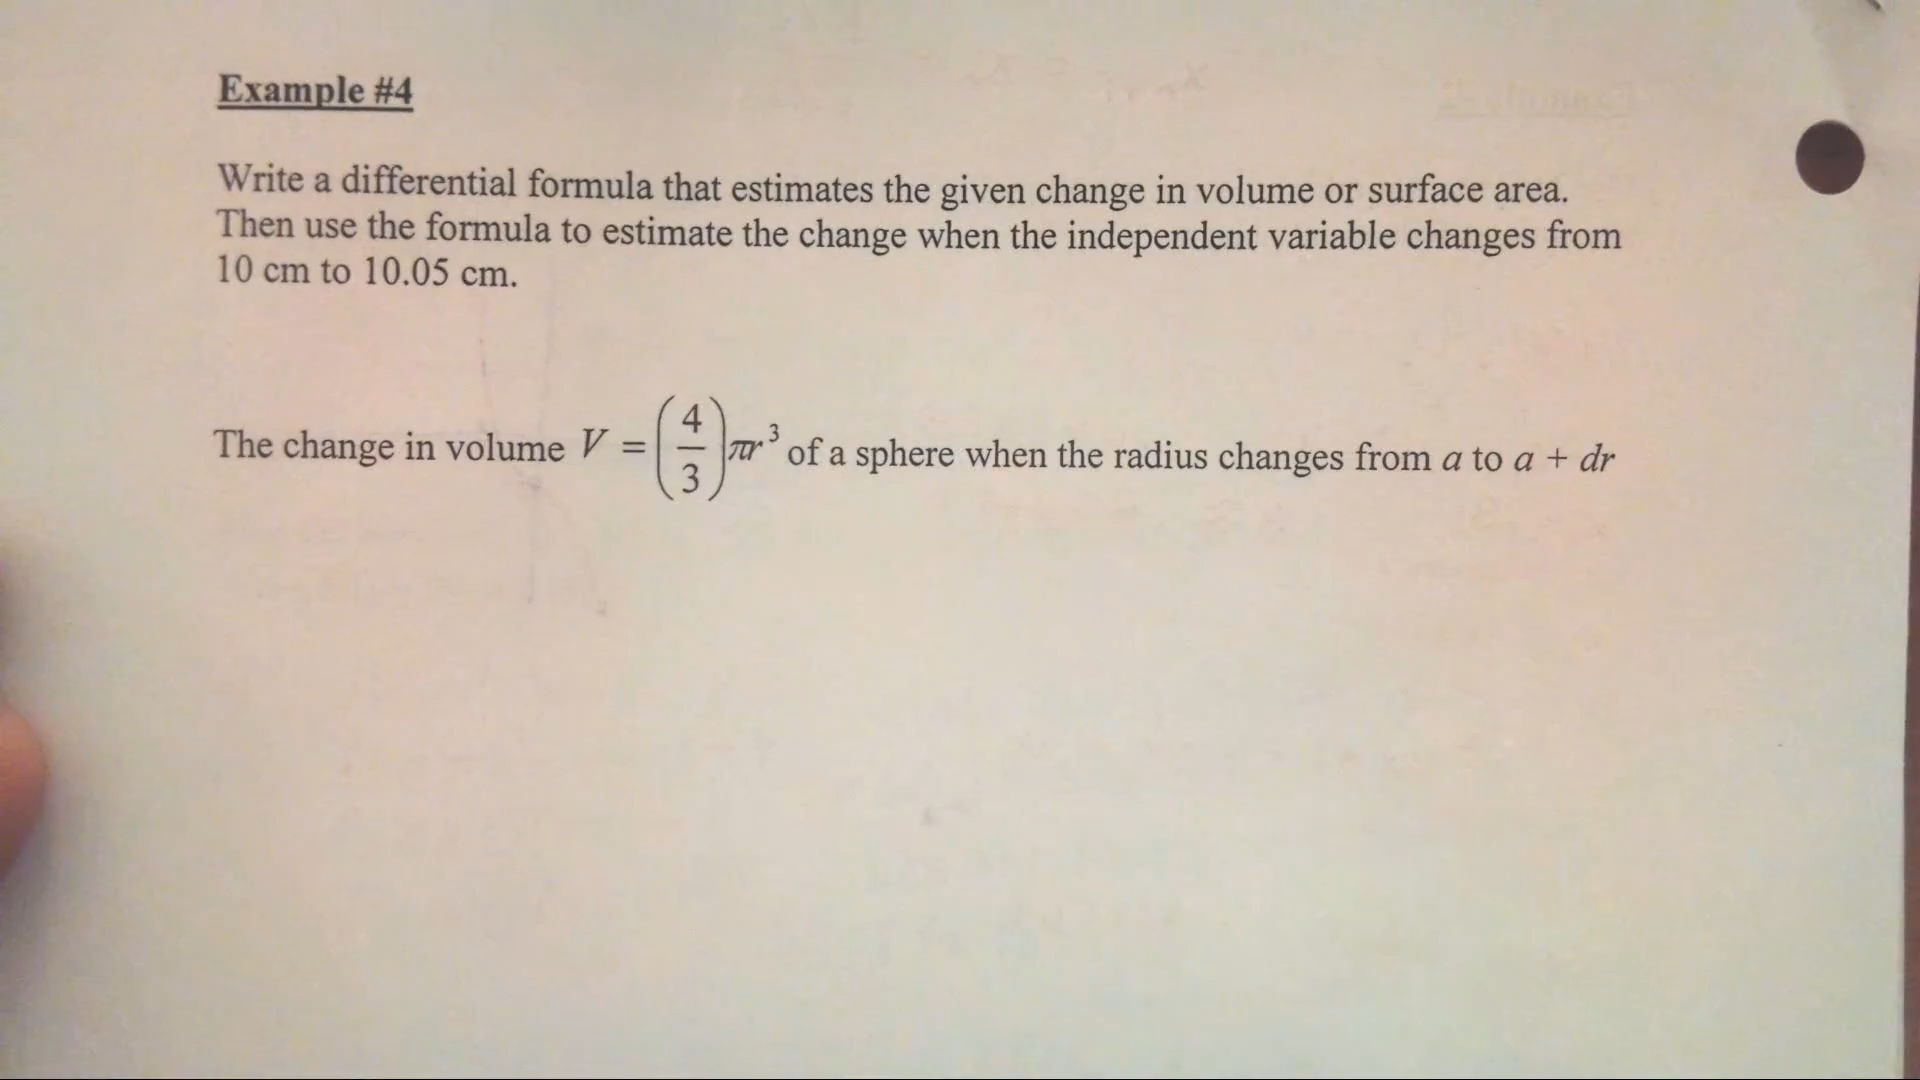 Example #4
Write a differential formula that estimates the given change in volume or surface area.
Then use the formula to estimate the change when the independent variable changes from
10 cm to 10.05 cm.
The change in volume V = (4/3) πr³ of a sphere when the radius changes from a to a + dr